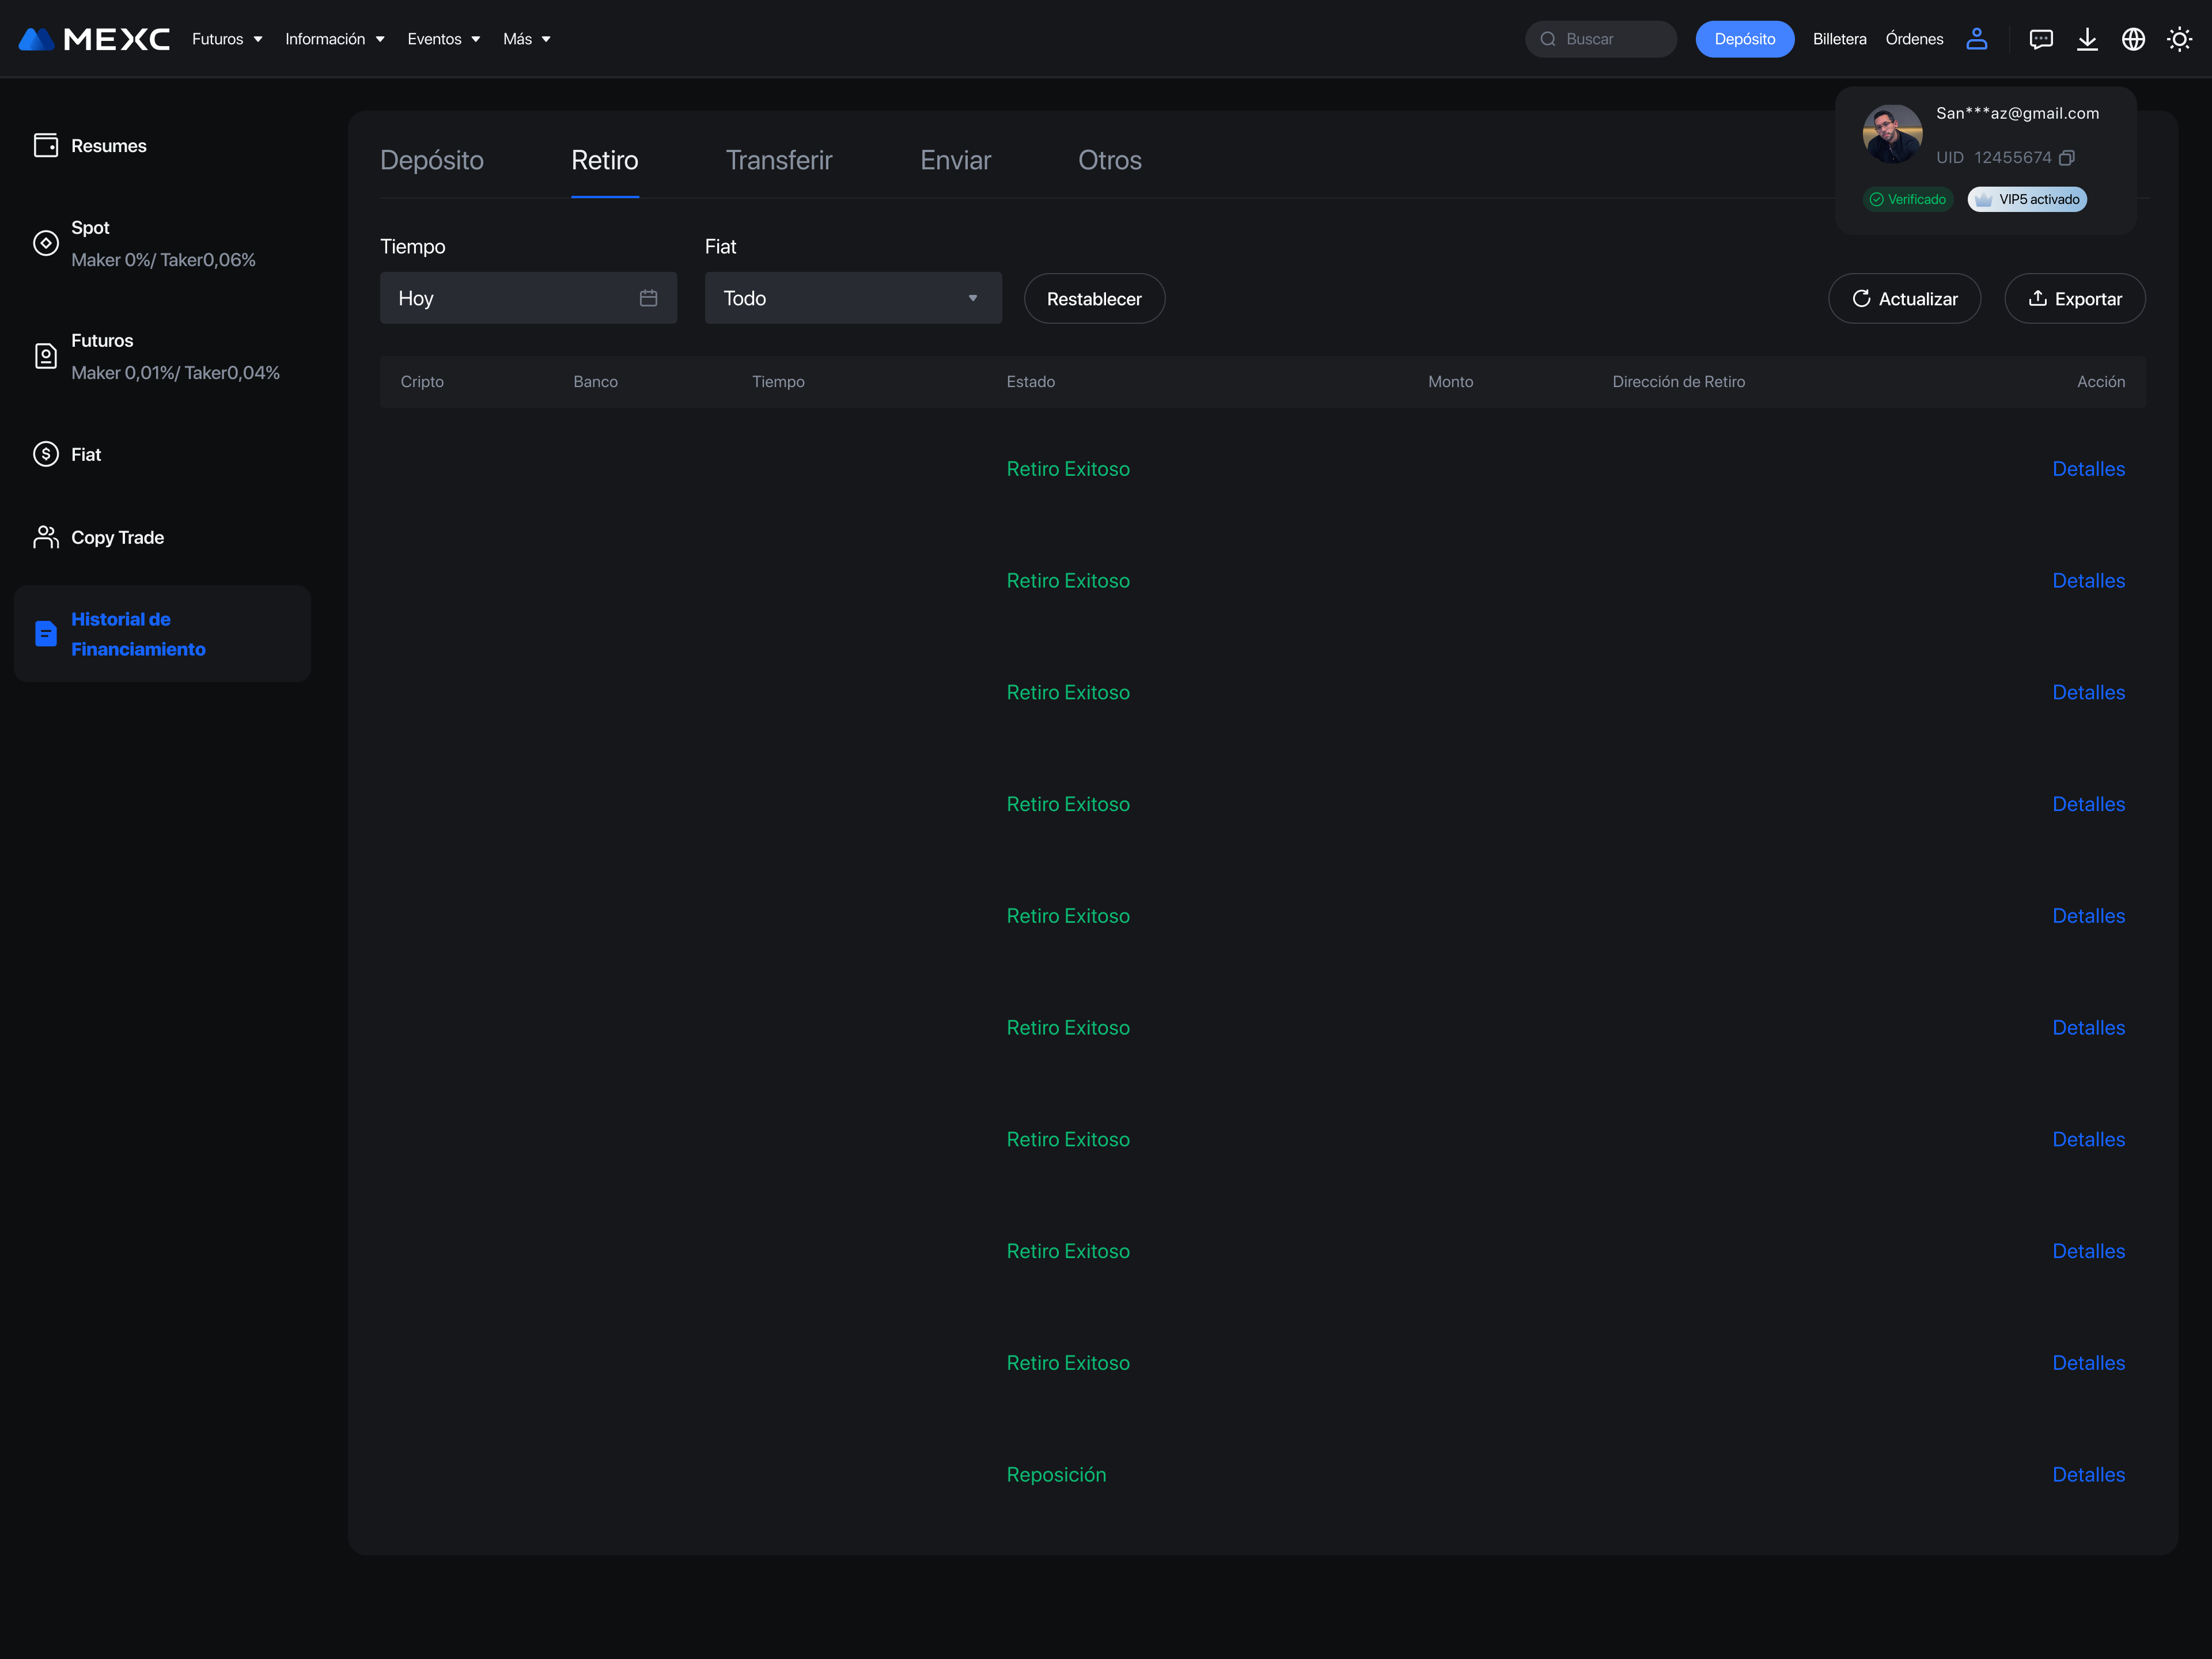 MEXC Futuros Información Eventos Más Buscar Depósito Billetera Órdenes
San***az@gmail.com
UID 12455674
Verificado VIP5 activado
Resumes
Spot
Maker 0%/ Taker0,06%
Futuros
Maker 0,01%/ Taker0,04%
Fiat
Copy Trade
Historial de
Financiamiento
Depósito Retiro Transferir Enviar Otros
Tiempo Fiat
Hoy Todo Restablecer Actualizar Exportar
Cripto Banco Tiempo Estado Monto Dirección de Retiro Acción
Retiro Exitoso Detalles
Retiro Exitoso Detalles
Retiro Exitoso Detalles
Retiro Exitoso Detalles
Retiro Exitoso Detalles
Retiro Exitoso Detalles
Retiro Exitoso Detalles
Retiro Exitoso Detalles
Retiro Exitoso Detalles
Reposición Detalles